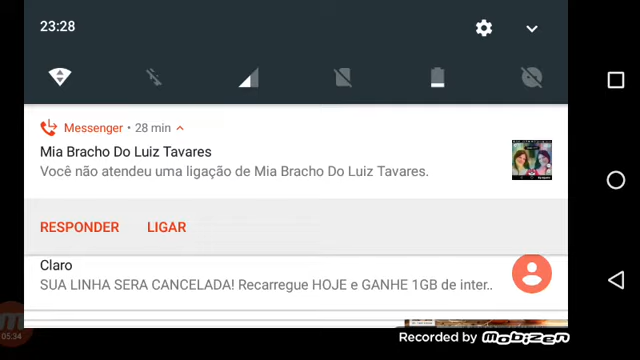 23:28
Messenger • 28 min
Mia Bracho Do Luiz Tavares
Você não atendeu uma ligação de Mia Bracho Do Luiz Tavares.
RESPONDER LIGAR
Claro
SUA LINHA SERA CANCELADA! Recarregue HOJE e GANHE 1GB de inter..
05:34
Recorded by mobizen